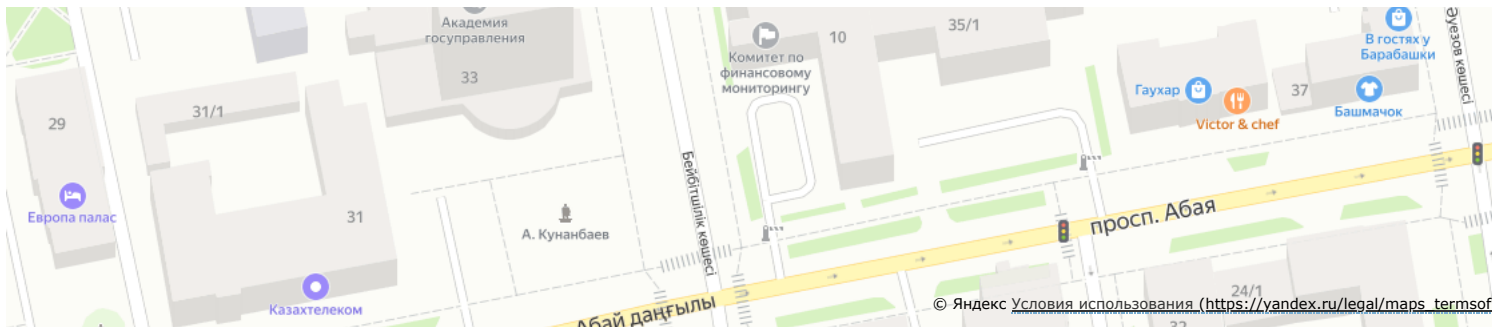 Академия
госуправления
33
35/1
10
Комитет по
финансовому
мониторингу
В гостях у
Барабашки
Әуезов көшесі
Гаухар
37
Victor & chef
Башмачок
31/1
29
Европа палас
31
А. Кунанбаев
Бейбітшілік көшесі
просп. Абая
Казахтелеком
Абай даңғылы
24/1
32
© Яндекс Условия использования (https://yandex.ru/legal/maps_termsof